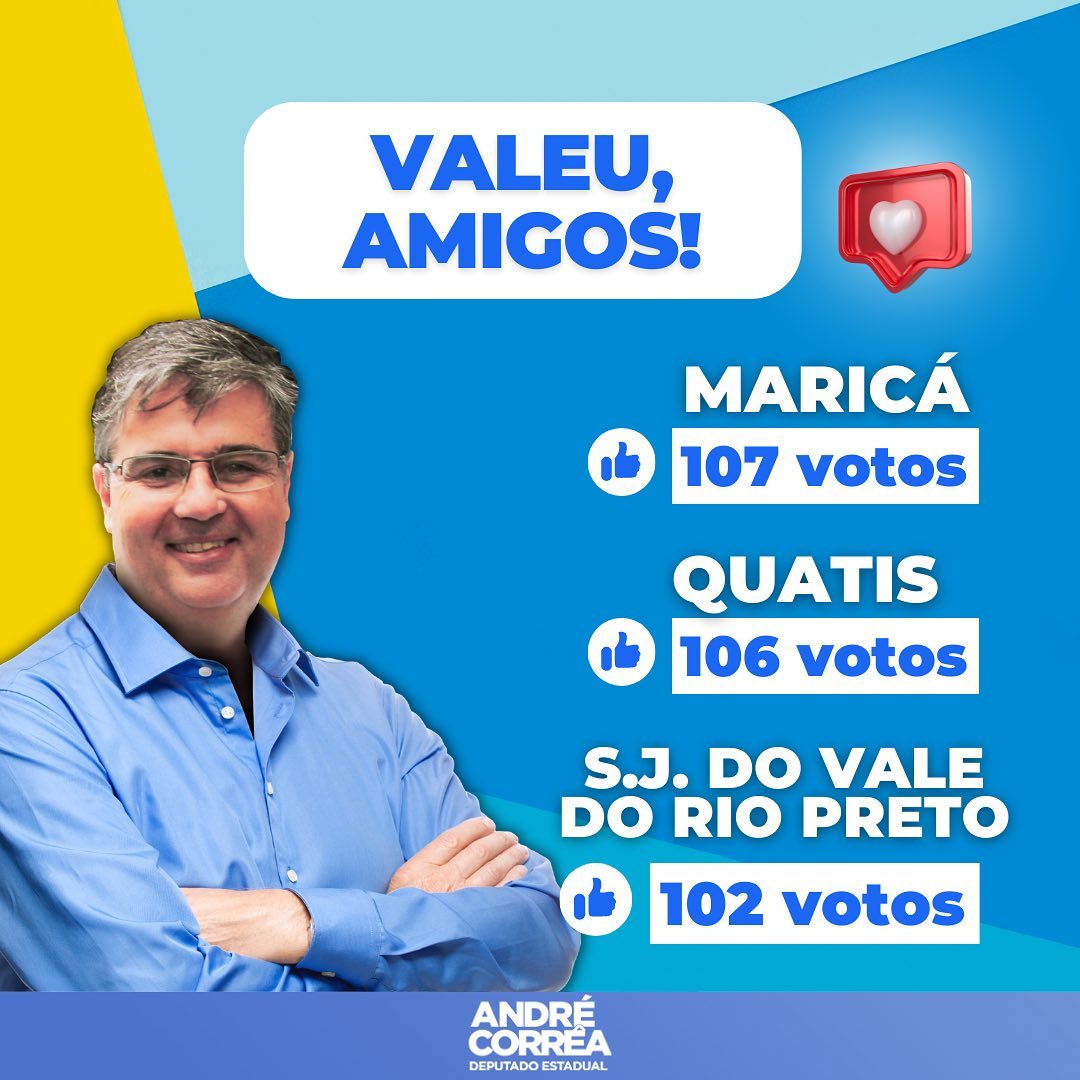 VALEU,
AMIGOS!
MARICÁ
107 votos
QUATIS
106 votos
S.J. DO VALE
DO RIO PRETO
102 votos
ANDRÉ
CORRÊA
DEPUTADO ESTADUAL